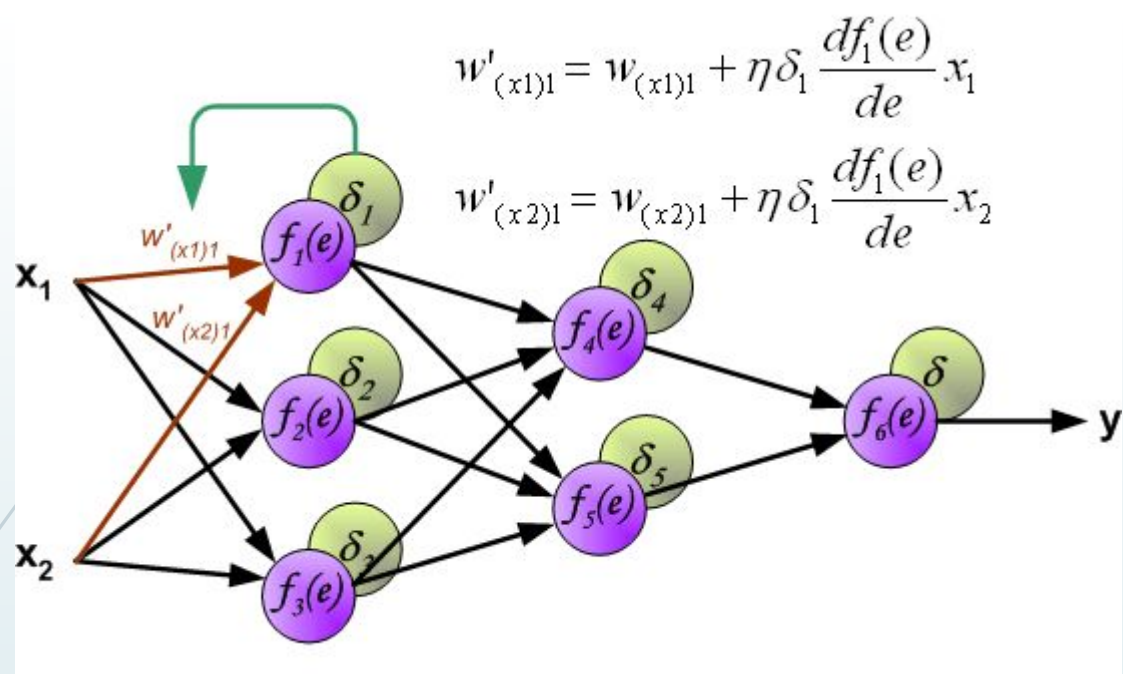 w'(x1)1 = w(x1)1 + ηδ1 df1(e)/de x1
w'(x2)1 = w(x2)1 + ηδ1 df1(e)/de x2
δ1
f1(e)
w'(x1)1
x1
w'(x2)1
δ4
f4(e)
δ2
f2(e)
δ
f6(e)
y
δ5
f5(e)
δ3
f3(e)
x2